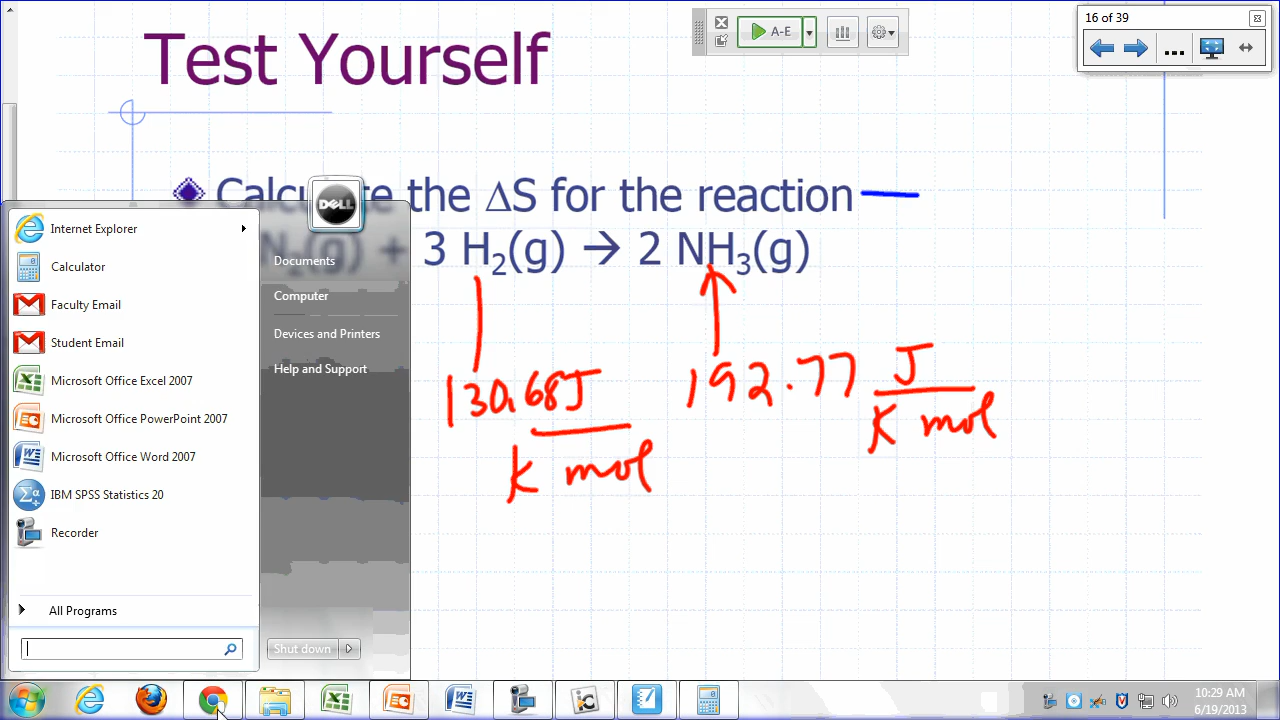 16 of 39
A-E
Test Yourself
Calculate the ΔS for the reaction
N₂(g) + 3 H₂(g) → 2 NH₃(g)
130.68 J
K mol
192.77 J
K mol
DELL
Internet Explorer
Calculator
Faculty Email
Student Email
Microsoft Office Excel 2007
Microsoft Office PowerPoint 2007
Microsoft Office Word 2007
IBM SPSS Statistics 20
Recorder
All Programs
Documents
Computer
Devices and Printers
Help and Support
Shut down
10:29 AM
6/19/2013